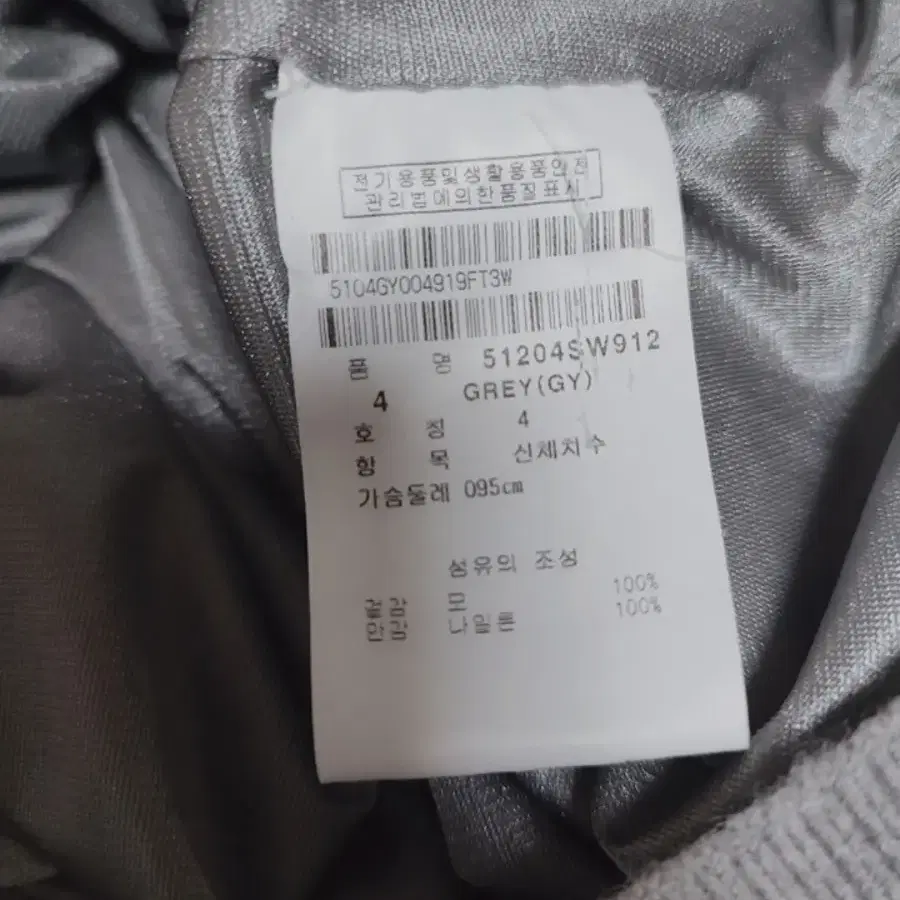 전기용품및생활용품안전
관리법에의한품질표시
5104GY004919FT3W
품 명 51204SW912
4 GREY(GY)
호 칭 4
항 목 신체치수
가슴둘레 095cm
섬유의 조성
겉감 모 100%
안감 나일론 100%